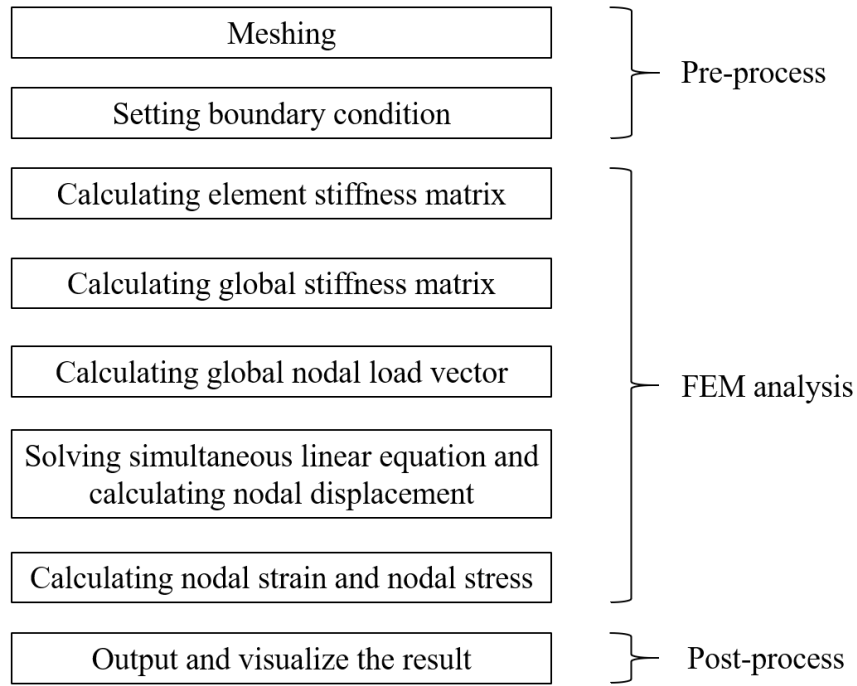 Meshing
Pre-process
Setting boundary condition
Calculating element stiffness matrix
Calculating global stiffness matrix
Calculating global nodal load vector
FEM analysis
Solving simultaneous linear equation and
calculating nodal displacement
Calculating nodal strain and nodal stress
Output and visualize the result
Post-process